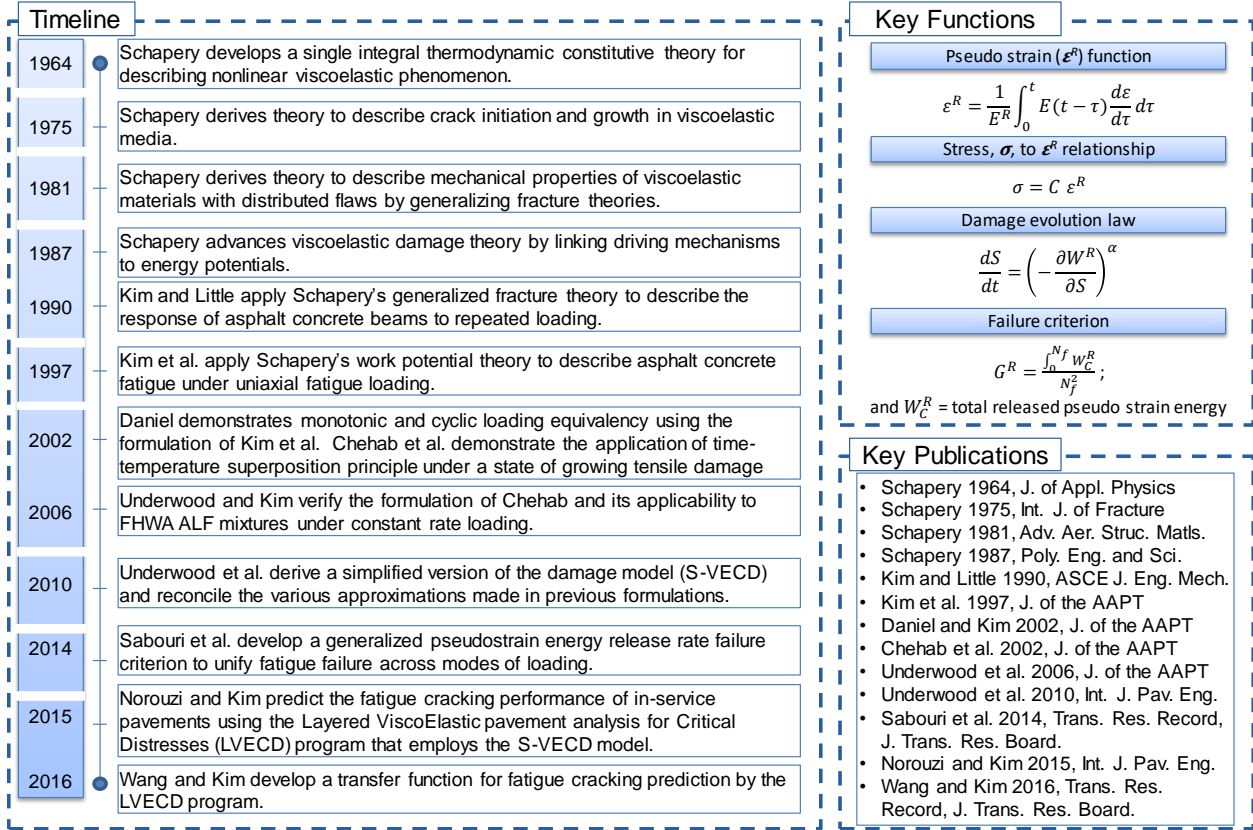 Timeline
1964
Schapery develops a single integral thermodynamic constitutive theory for
describing nonlinear viscoelastic phenomenon.
1975
Schapery derives theory to describe crack initiation and growth in viscoelastic
media.
1981
Schapery derives theory to describe mechanical properties of viscoelastic
materials with distributed flaws by generalizing fracture theories.
1987
Schapery advances viscoelastic damage theory by linking driving mechanisms
to energy potentials.
1990
Kim and Little apply Schapery's generalized fracture theory to describe the
response of asphalt concrete beams to repeated loading.
1997
Kim et al. apply Schapery's work potential theory to describe asphalt concrete
fatigue under uniaxial fatigue loading.
2002
Daniel demonstrates monotonic and cyclic loading equivalency using the
formulation of Kim et al. Chehab et al. demonstrate the application of time-
temperature superposition principle under a state of growing tensile damage
2006
Underwood and Kim verify the formulation of Chehab and its applicability to
FHWA ALF mixtures under constant rate loading.
2010
Underwood et al. derive a simplified version of the damage model (S-VECD)
and reconcile the various approximations made in previous formulations.
2014
Sabouri et al. develop a generalized pseudostrain energy release rate failure
criterion to unify fatigue failure across modes of loading.
2015
Norouzi and Kim predict the fatigue cracking performance of in-service
pavements using the Layered ViscoElastic pavement analysis for Critical
Distresses (LVECD) program that employs the S-VECD model.
2016
Wang and Kim develop a transfer function for fatigue cracking prediction by the
LVECD program.
Key Functions
Pseudo strain (ε^R) function
ε^R = 1/E^R ∫_0^t E(t − τ) dε/dτ dτ
Stress, σ, to ε^R relationship
σ = C ε^R
Damage evolution law
dS/dt = (−∂W^R/∂S)^α
Failure criterion
G^R = ∫_0^{N_f} W_C^R / N_f^2 ;
and W_C^R = total released pseudo strain energy
Key Publications
• Schapery 1964, J. of Appl. Physics
• Schapery 1975, Int. J. of Fracture
• Schapery 1981, Adv. Aer. Struc. Matls.
• Schapery 1987, Poly. Eng. and Sci.
• Kim and Little 1990, ASCE J. Eng. Mech.
• Kim et al. 1997, J. of the AAPT
• Daniel and Kim 2002, J. of the AAPT
• Chehab et al. 2002, J. of the AAPT
• Underwood et al. 2006, J. of the AAPT
• Underwood et al. 2010, Int. J. Pav. Eng.
• Sabouri et al. 2014, Trans. Res. Record,
J. Trans. Res. Board.
• Norouzi and Kim 2015, Int. J. Pav. Eng.
• Wang and Kim 2016, Trans. Res.
Record, J. Trans. Res. Board.